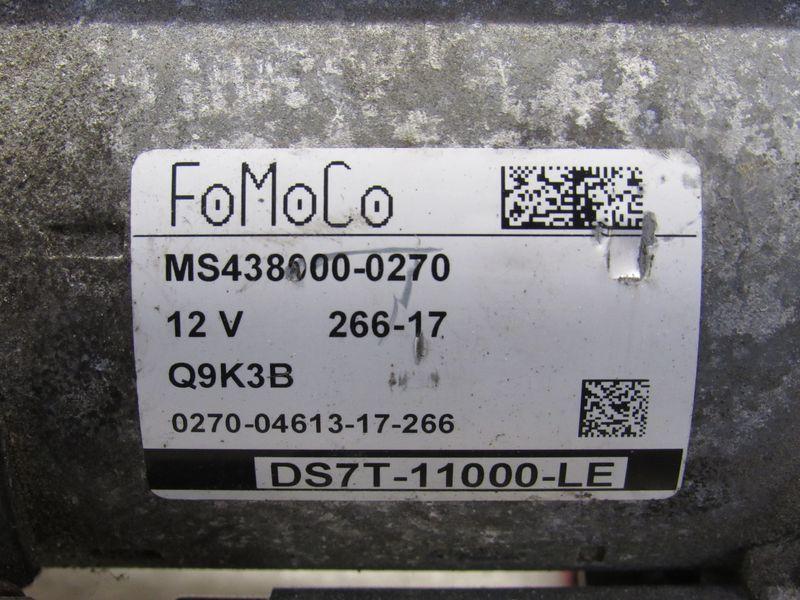 FoMoCo
MS438000-0270
12 V 266-17
Q9K3B
0270-04613-17-266
DS7T-11000-LE